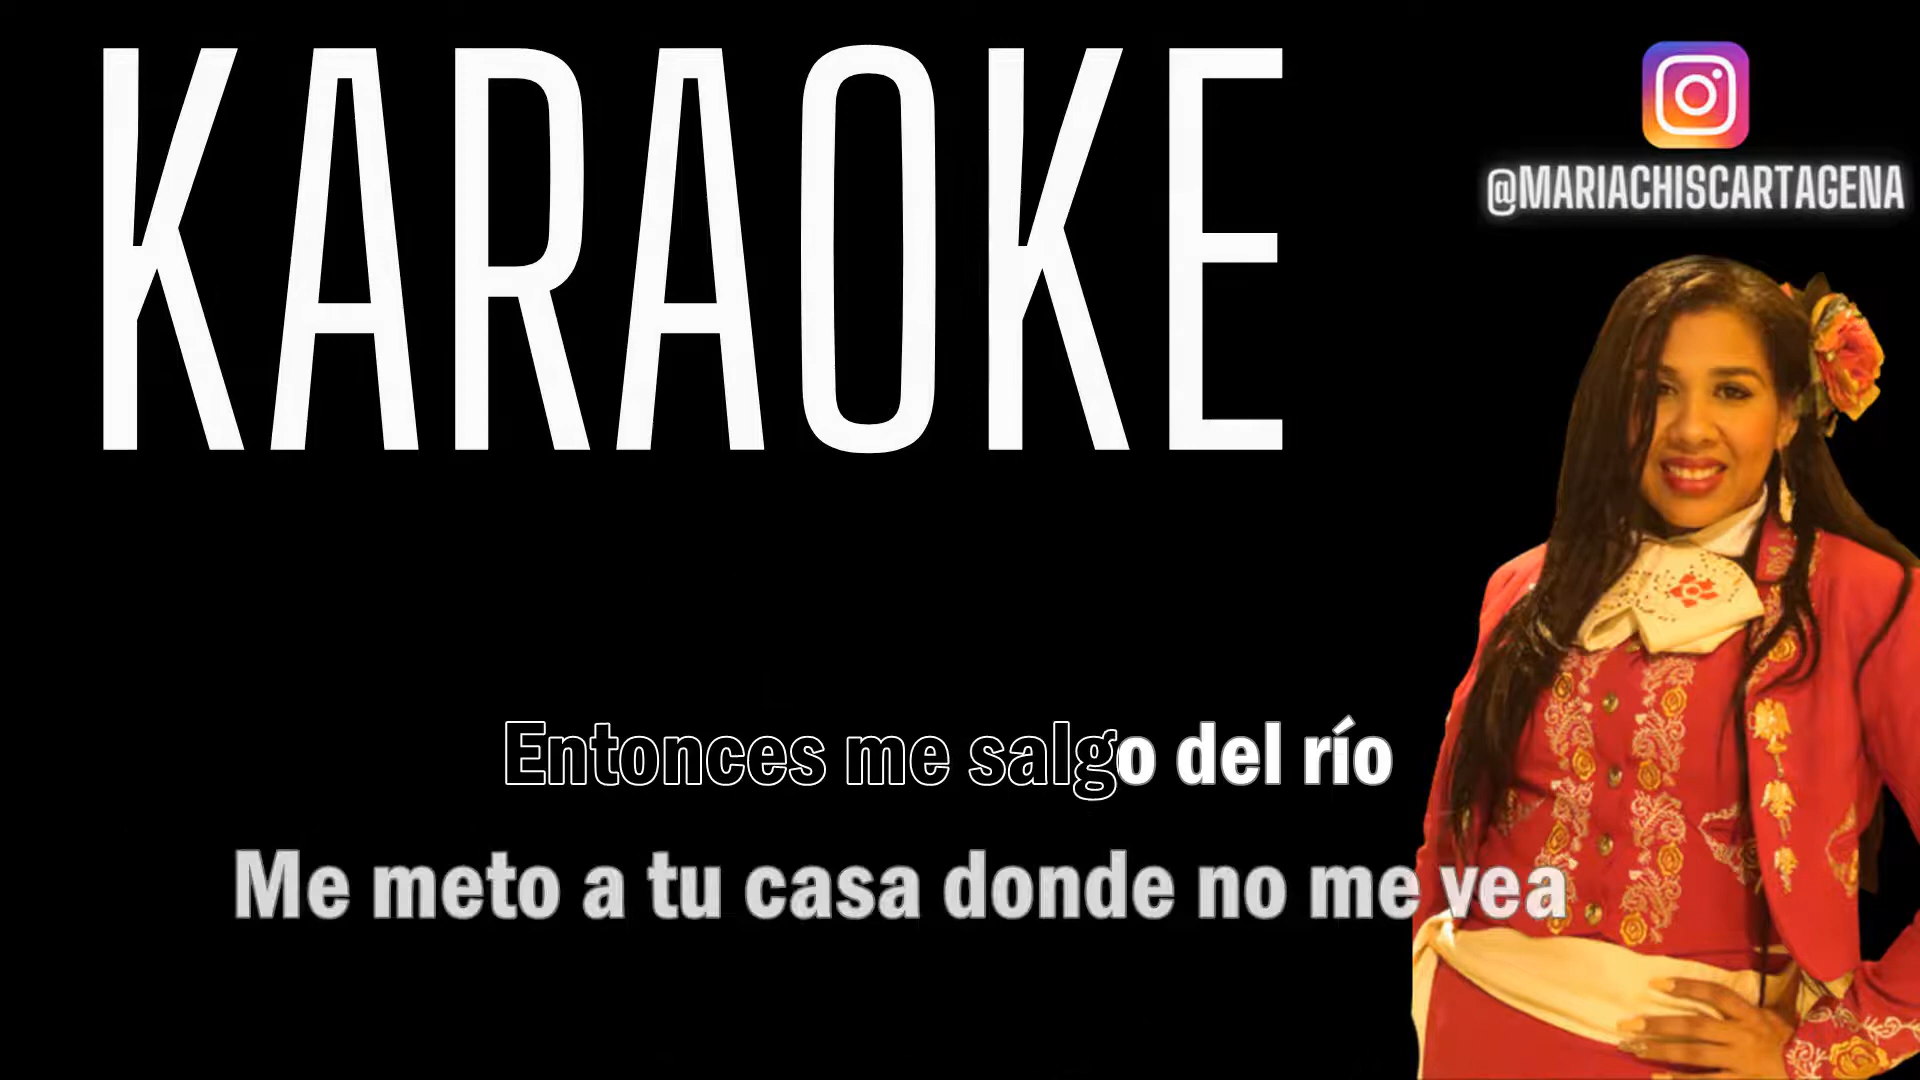 KARAOKE
@MARIACHISCARTAGENA
Entonces me salgo del río
Me meto a tu casa donde no me vea